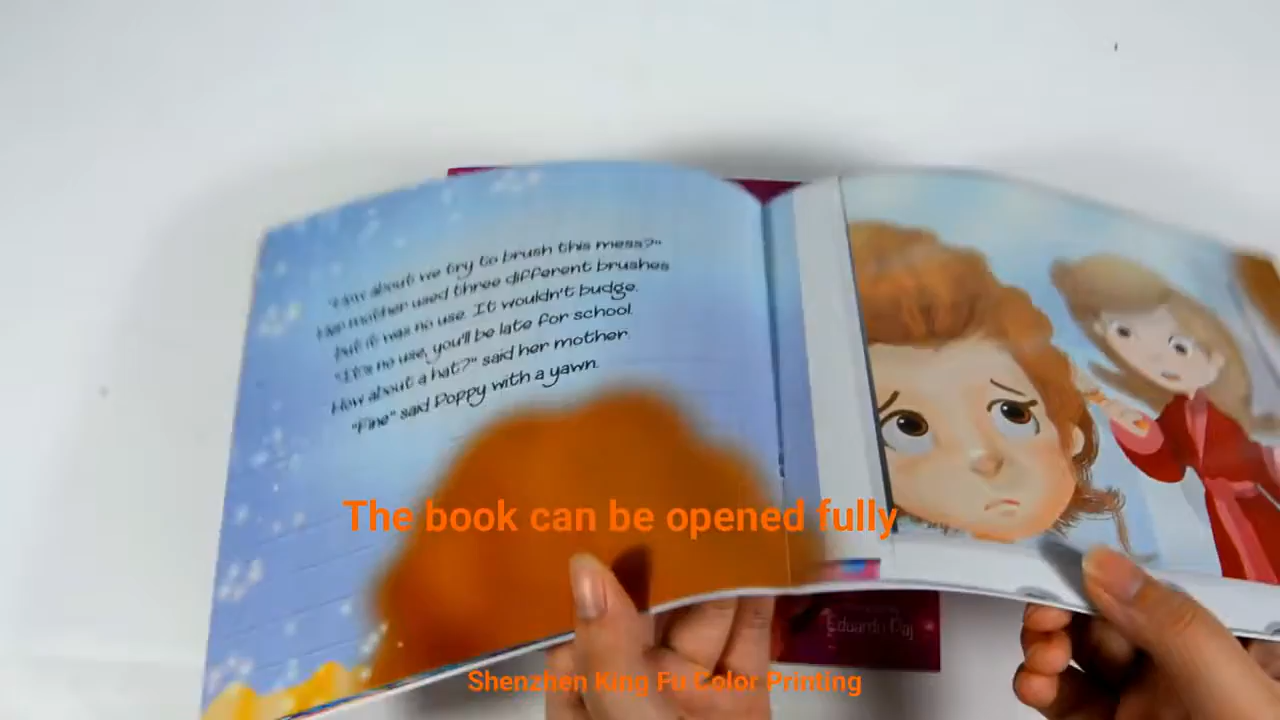 "How about we try to brush this mess?"
Her mother used three different brushes
but it was no use. It wouldn't budge.
"It's no use, you'll be late for school.
How about a hat?" said her mother.
"Fine" said Poppy with a yawn.
The book can be opened fully
Eduardo Paj
Shenzhen King Fu Color Printing